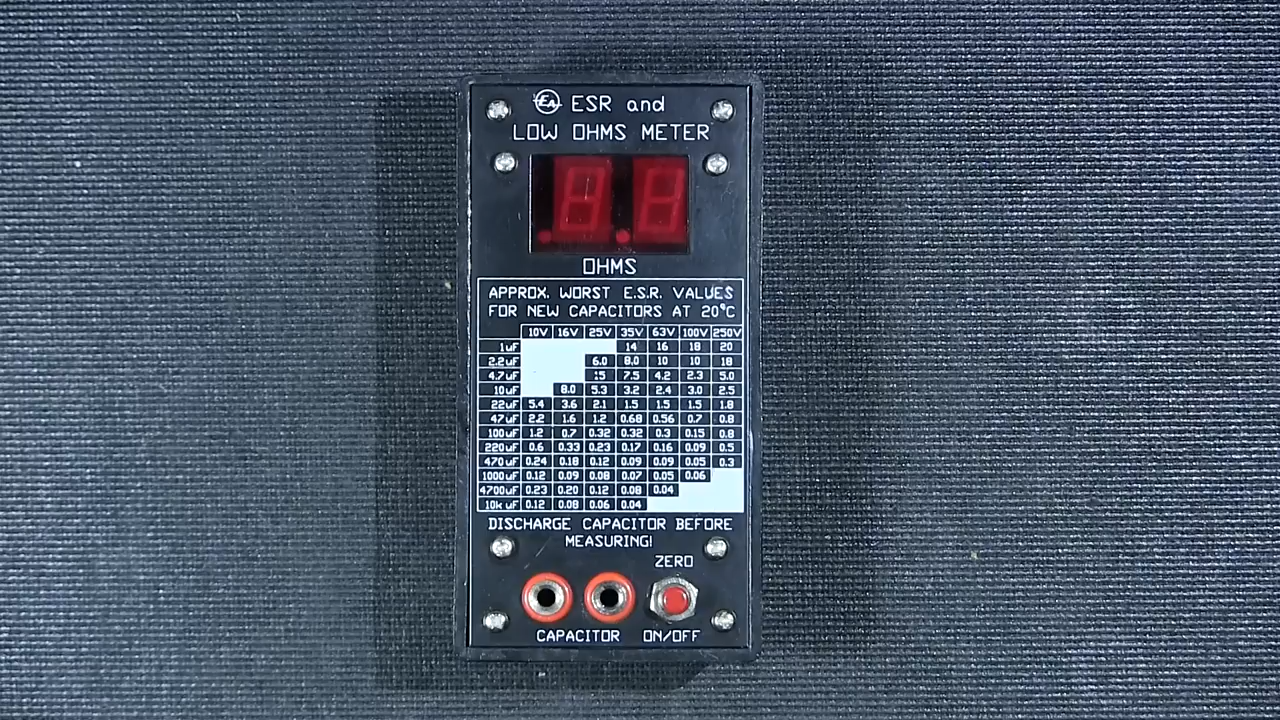 EA ESR and
LOW OHMS METER
OHMS
APPROX. WORST E.S.R. VALUES
FOR NEW CAPACITORS AT 20°C
10V 16V 25V 35V 63V 100V 250V
1uF 14 16 18 20
2.2uF 6.0 8.0 10 10 18
4.7uF 15 7.5 4.2 2.3 5.0
10uF 8.0 5.3 3.2 2.4 3.0 2.5
22uF 5.4 3.6 2.1 1.5 1.5 1.5 1.8
47uF 2.2 1.6 1.2 0.68 0.56 0.7 0.8
100uF 1.2 0.7 0.32 0.32 0.3 0.15 0.8
220uF 0.6 0.33 0.23 0.17 0.16 0.09 0.5
470uF 0.24 0.18 0.12 0.09 0.09 0.05 0.3
1000uF 0.12 0.09 0.08 0.07 0.05 0.06
4700uF 0.23 0.20 0.12 0.08 0.04
10k uF 0.12 0.08 0.06 0.04
DISCHARGE CAPACITOR BEFORE
MEASURING!
ZERO
CAPACITOR ON/OFF